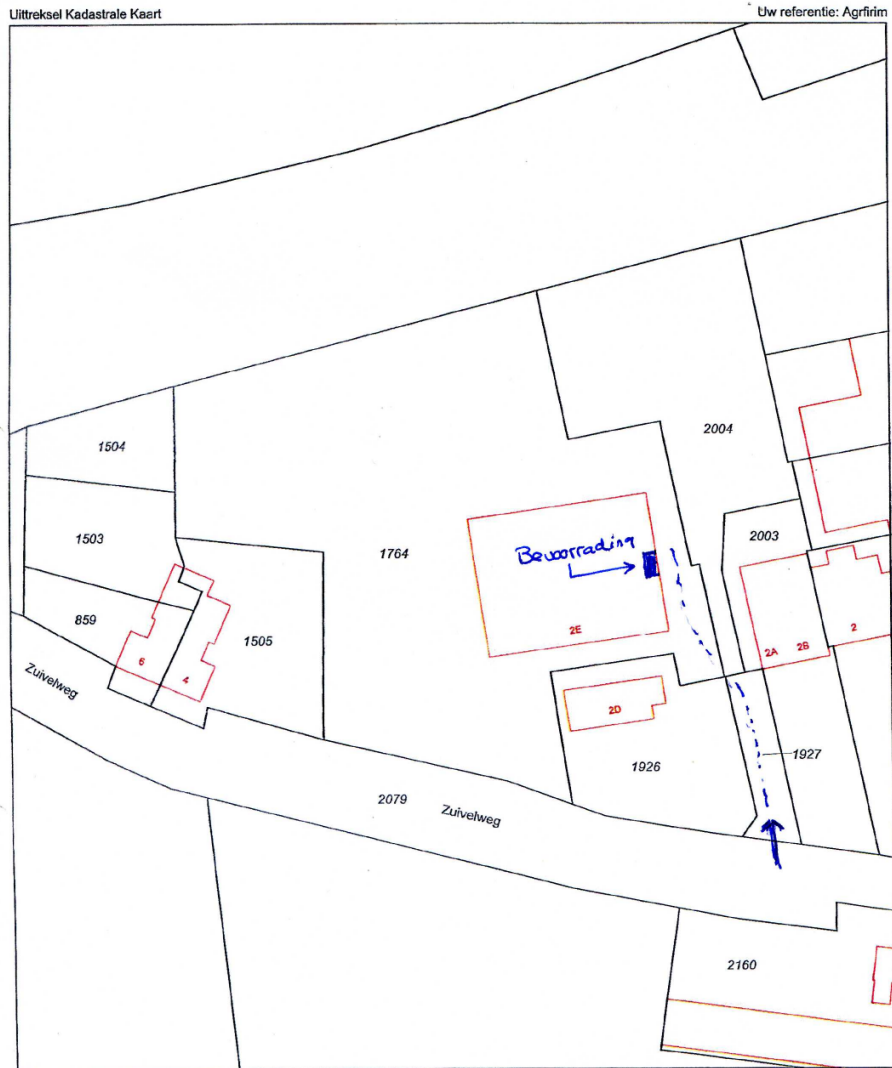 Uittreksel Kadastrale Kaart
Uw referentie: Agrfirim
1504
2004
1503
1764
2003
Bevoorrading
859
1505
2E
2A
2B
2
6
4
Zuivelweg
2D
1926
1927
2079
Zuivelweg
2160